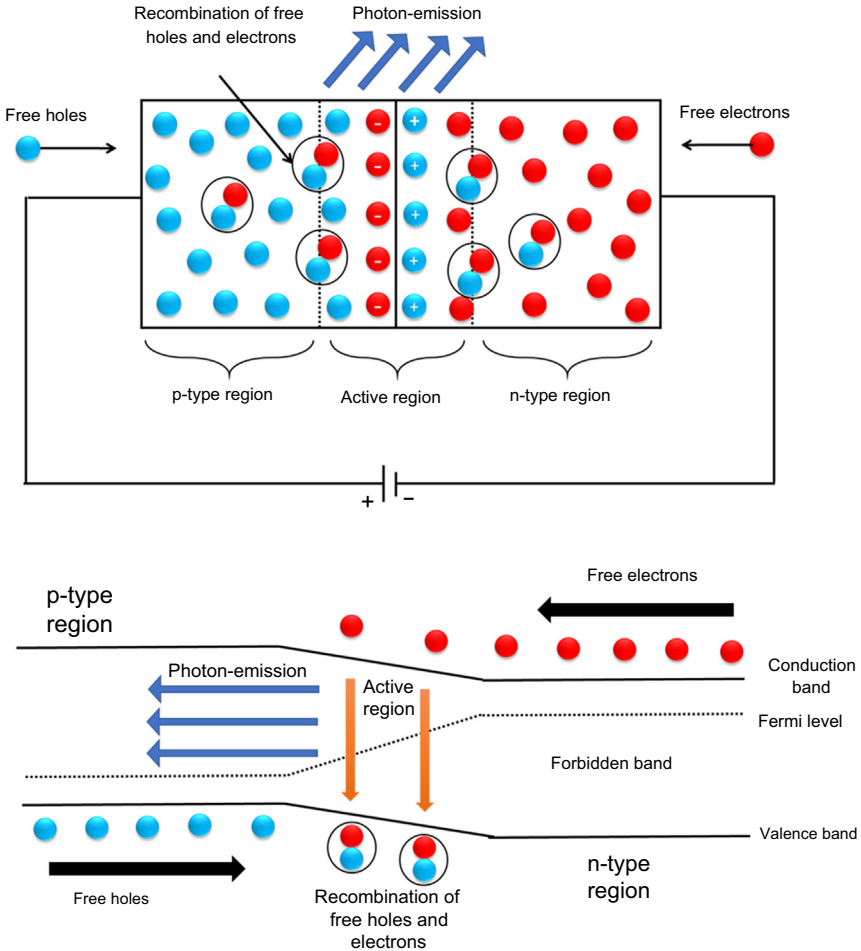 Recombination of free
holes and electrons
Photon-emission
Free holes
Free electrons
- +
- +
- +
- +
- +
p-type region
Active region
n-type region
+ −
p-type
region
Free electrons
Photon-emission
Active
region
Conduction
band
Fermi level
Forbidden band
Valence band
Free holes
Recombination of
free holes and
electrons
n-type
region